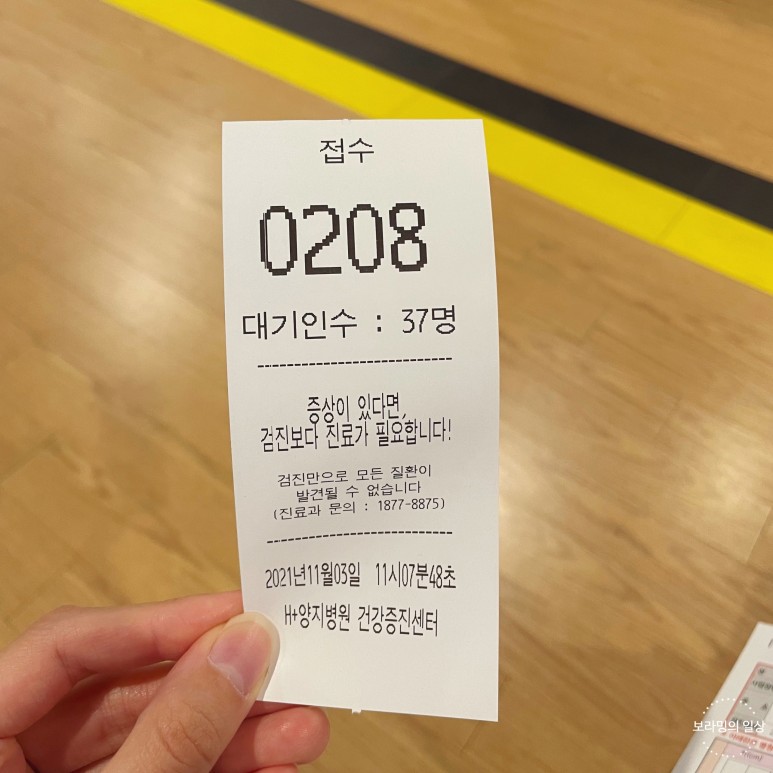 접수
0208
대기인수 : 37명
증상이 있다면,
검진보다 진료가 필요합니다!
검진만으로 모든 질환이
발견될 수 없습니다
(진료과 문의 : 1877-8875)
2021년11월03일 11시07분48초
H+양지병원 건강증진센터
보라밍의 일상